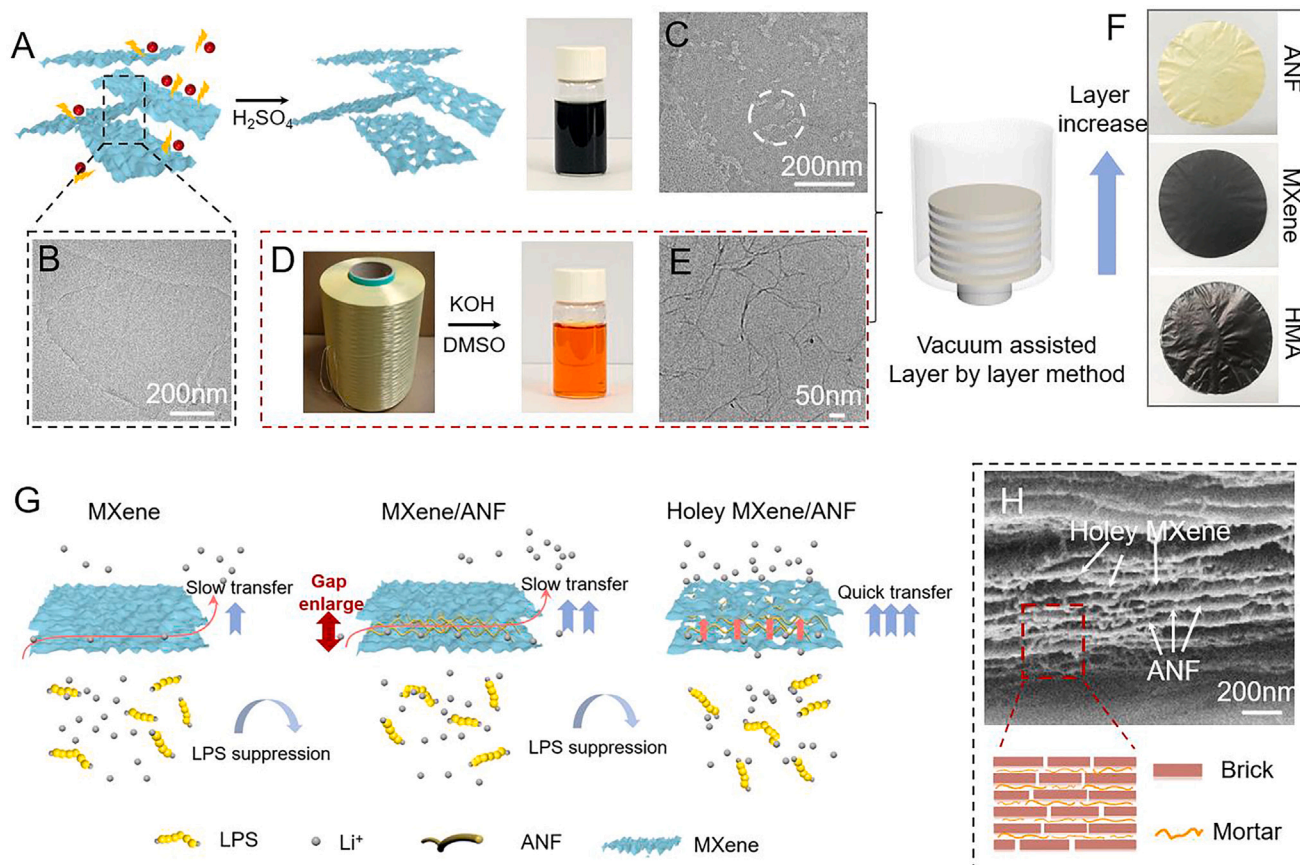 A
H₂SO₄
C
200nm
Layer
increase
F
ANF
MXene
HMA
B
200nm
D
KOH
DMSO
E
50nm
Vacuum assisted
Layer by layer method
G
MXene
MXene/ANF
Holey MXene/ANF
Slow transfer
Gap
enlarge
Slow transfer
Quick transfer
LPS suppression
LPS suppression
LPS
Li⁺
ANF
MXene
H
Holey MXene
ANF
200nm
Brick
Mortar